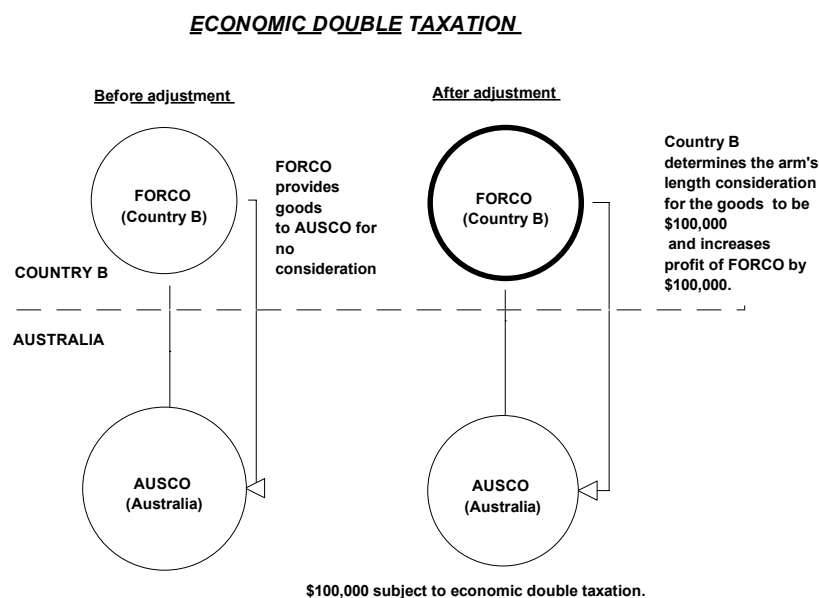 ECONOMIC DOUBLE TAXATION
Before adjustment
After adjustment
FORCO
(Country B)
FORCO
provides
goods
to AUSCO for
no
consideration
FORCO
(Country B)
Country B
determines the arm's
length consideration
for the goods to be
$100,000
and increases
profit of FORCO by
$100,000.
COUNTRY B
AUSTRALIA
AUSCO
(Australia)
AUSCO
(Australia)
$100,000 subject to economic double taxation.